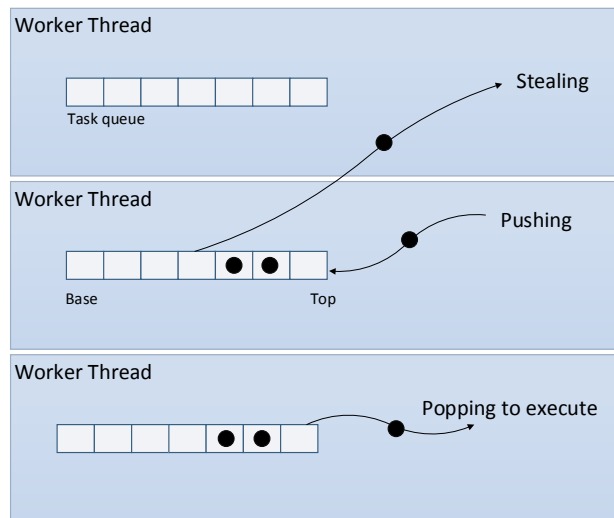 Worker Thread
Stealing
Task queue
Worker Thread
Pushing
Base
Top
Worker Thread
Popping to execute